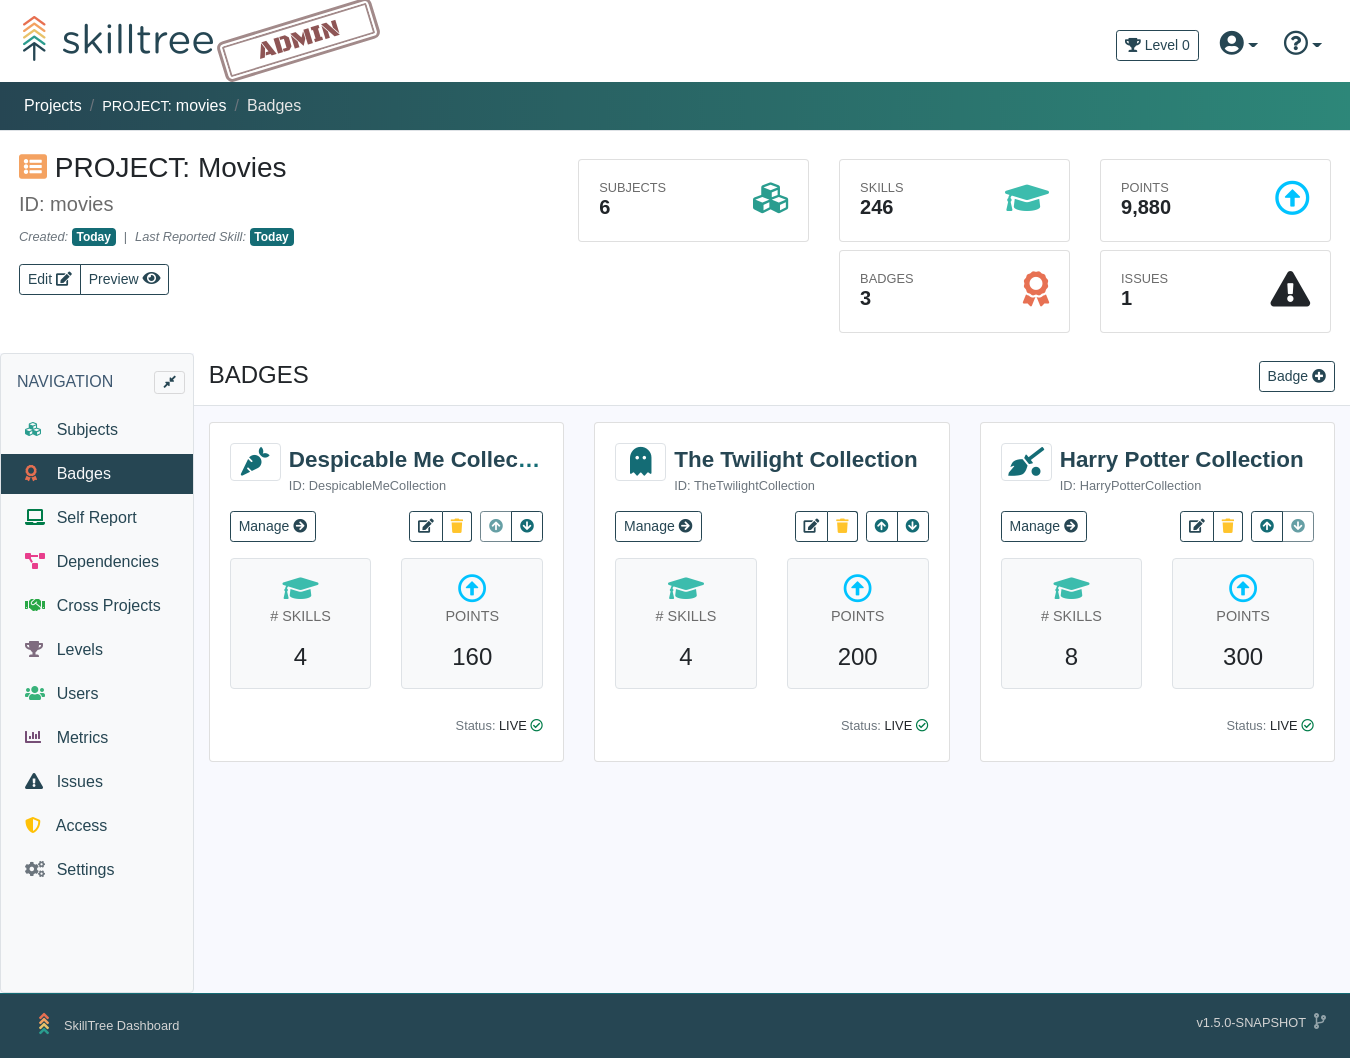 skilltree ADMIN
Level 0
Projects / PROJECT: movies / Badges
PROJECT: Movies
ID: movies
Created: Today | Last Reported Skill: Today
Edit Preview
SUBJECTS
6
SKILLS
246
POINTS
9,880
BADGES
3
ISSUES
1
NAVIGATION
Subjects
Badges
Self Report
Dependencies
Cross Projects
Levels
Users
Metrics
Issues
Access
Settings
BADGES
Badge
Despicable Me Collec...
ID: DespicableMeCollection
Manage
# SKILLS
4
POINTS
160
Status: LIVE
The Twilight Collection
ID: TheTwilightCollection
Manage
# SKILLS
4
POINTS
200
Status: LIVE
Harry Potter Collection
ID: HarryPotterCollection
Manage
# SKILLS
8
POINTS
300
Status: LIVE
SkillTree Dashboard
v1.5.0-SNAPSHOT